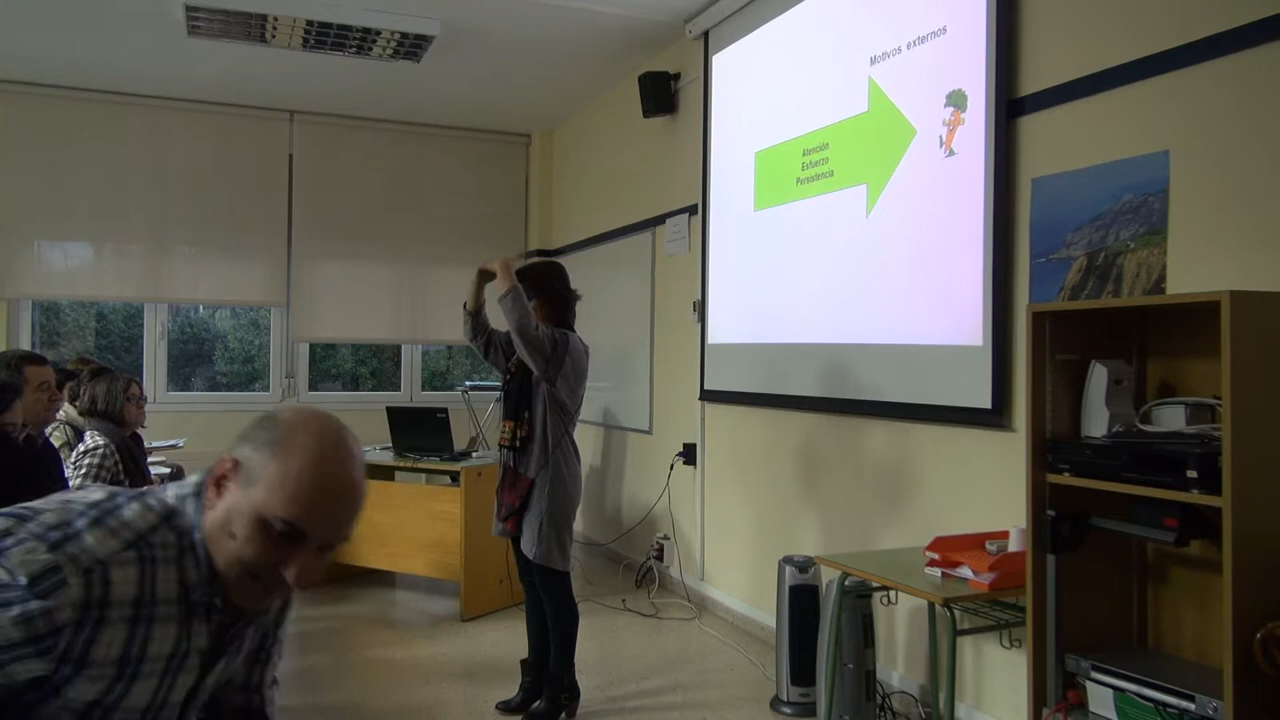 Motivos externos
Atención
Esfuerzo
Persistencia